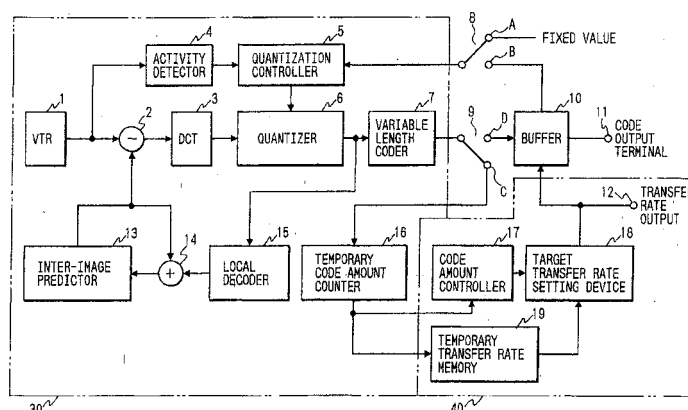 4
ACTIVITY
DETECTOR
5
QUANTIZATION
CONTROLLER
8
A
FIXED VALUE
B
1
VTR
2
3
DCT
6
QUANTIZER
7
VARIABLE
LENGTH
CODER
9
D
C
10
BUFFER
11
CODE OUTPUT
TERMINAL
12
TRANSFER
RATE
OUTPUT
13
INTER-IMAGE
PREDICTOR
14
15
LOCAL
DECODER
16
TEMPORARY
CODE AMOUNT
COUNTER
17
CODE
AMOUNT
CONTROLLER
18
TARGET
TRANSFER RATE
SETTING DEVICE
19
TEMPORARY
TRANSFER RATE
MEMORY
30
40